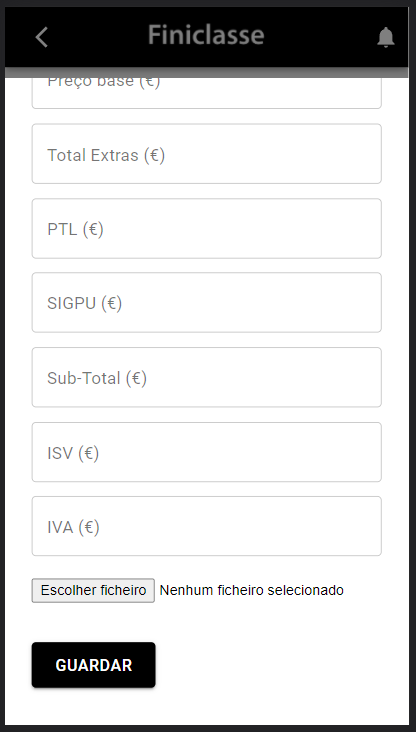 Finiclasse
Preço base (€)
Total Extras (€)
PTL (€)
SIGPU (€)
Sub-Total (€)
ISV (€)
IVA (€)
Escolher ficheiro Nenhum ficheiro selecionado
GUARDAR